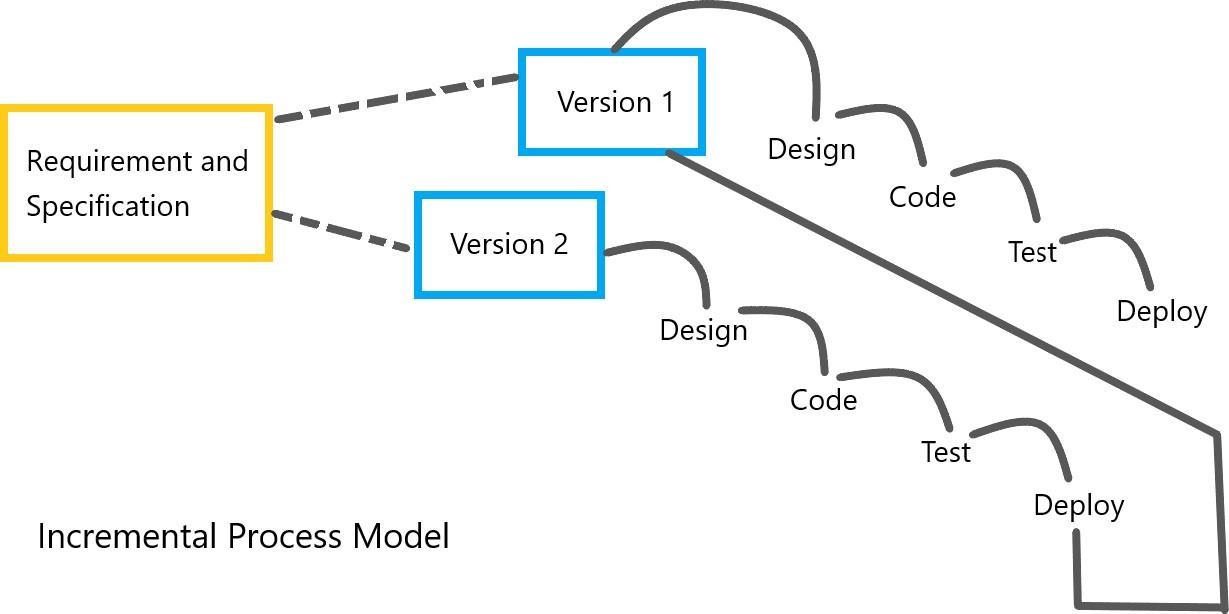 Requirement and
Specification
Version 1
Design
Code
Test
Deploy
Version 2
Design
Code
Test
Deploy
Incremental Process Model